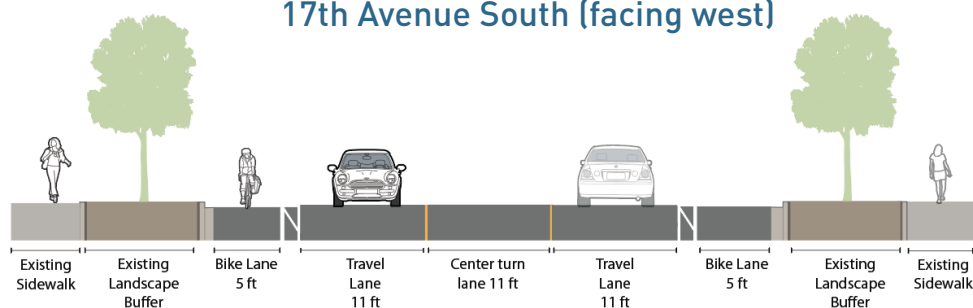 17th Avenue South (facing west)
Existing
Sidewalk
Existing
Landscape
Buffer
Bike Lane
5 ft
Travel
Lane
11 ft
Center turn
lane 11 ft
Travel
Lane
11 ft
Bike Lane
5 ft
Existing
Landscape
Buffer
Existing
Sidewalk